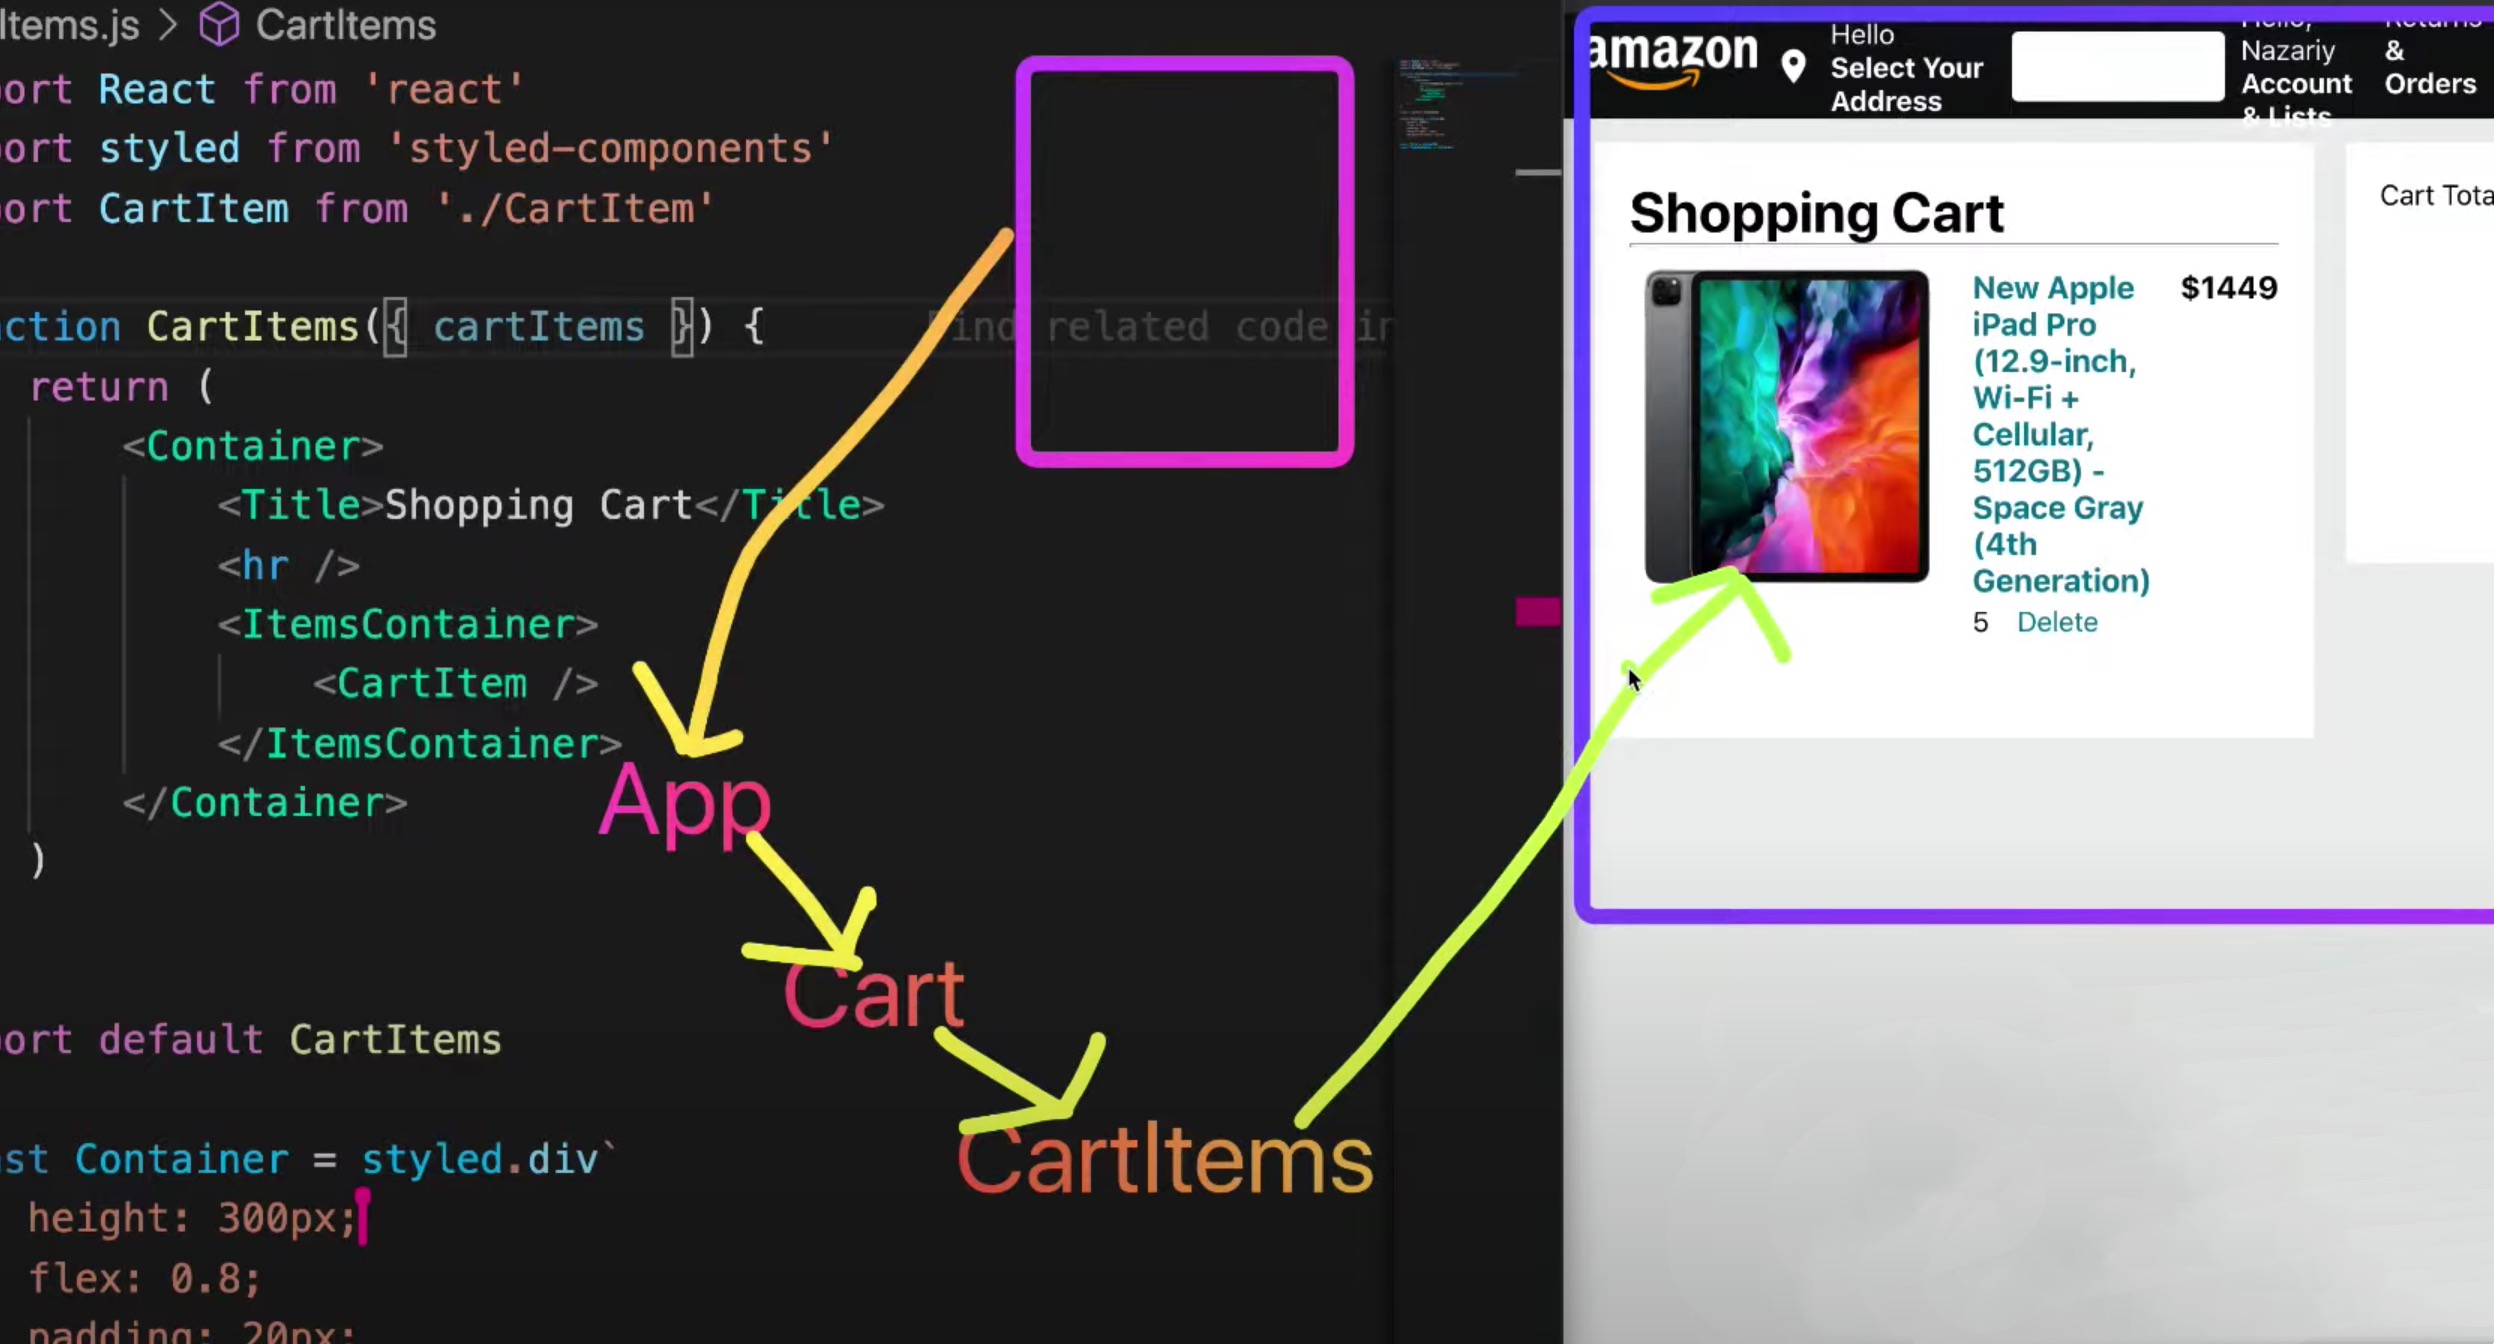 Items.js > CartItems
ort React from 'react'
ort styled from 'styled-components'
ort CartItem from './CartItem'
ction CartItems({ cartItems }) {
Find related code in
return (
<Container>
<Title>Shopping Cart</Title>
<hr />
<ItemsContainer>
<CartItem />
</ItemsContainer>
</Container>
)
ort default CartItems
st Container = styled.div`
height: 300px;
flex: 0.8;
padding: 20px;
App
Cart
CartItems
amazon
Hello
Select Your
Address
Hello,
Nazariy
Account
& Lists
Returns
&
Orders
Shopping Cart
New Apple
iPad Pro
(12.9-inch,
Wi-Fi +
Cellular,
512GB) -
Space Gray
(4th
Generation)
$1449
5 Delete
Cart Tota